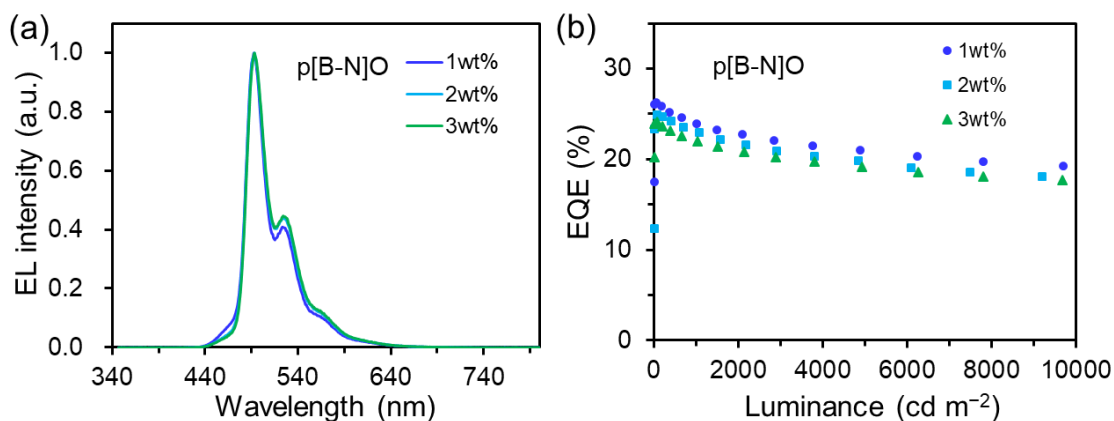 (a)
EL intensity (a.u.)
1.0
0.8
0.6
0.4
0.2
0.0
p[B-N]O
1wt%
2wt%
3wt%
340 440 540 640 740
Wavelength (nm)
(b)
EQE (%)
30
20
10
0
p[B-N]O
1wt%
2wt%
3wt%
0 2000 4000 6000 8000 10000
Luminance (cd m⁻²)